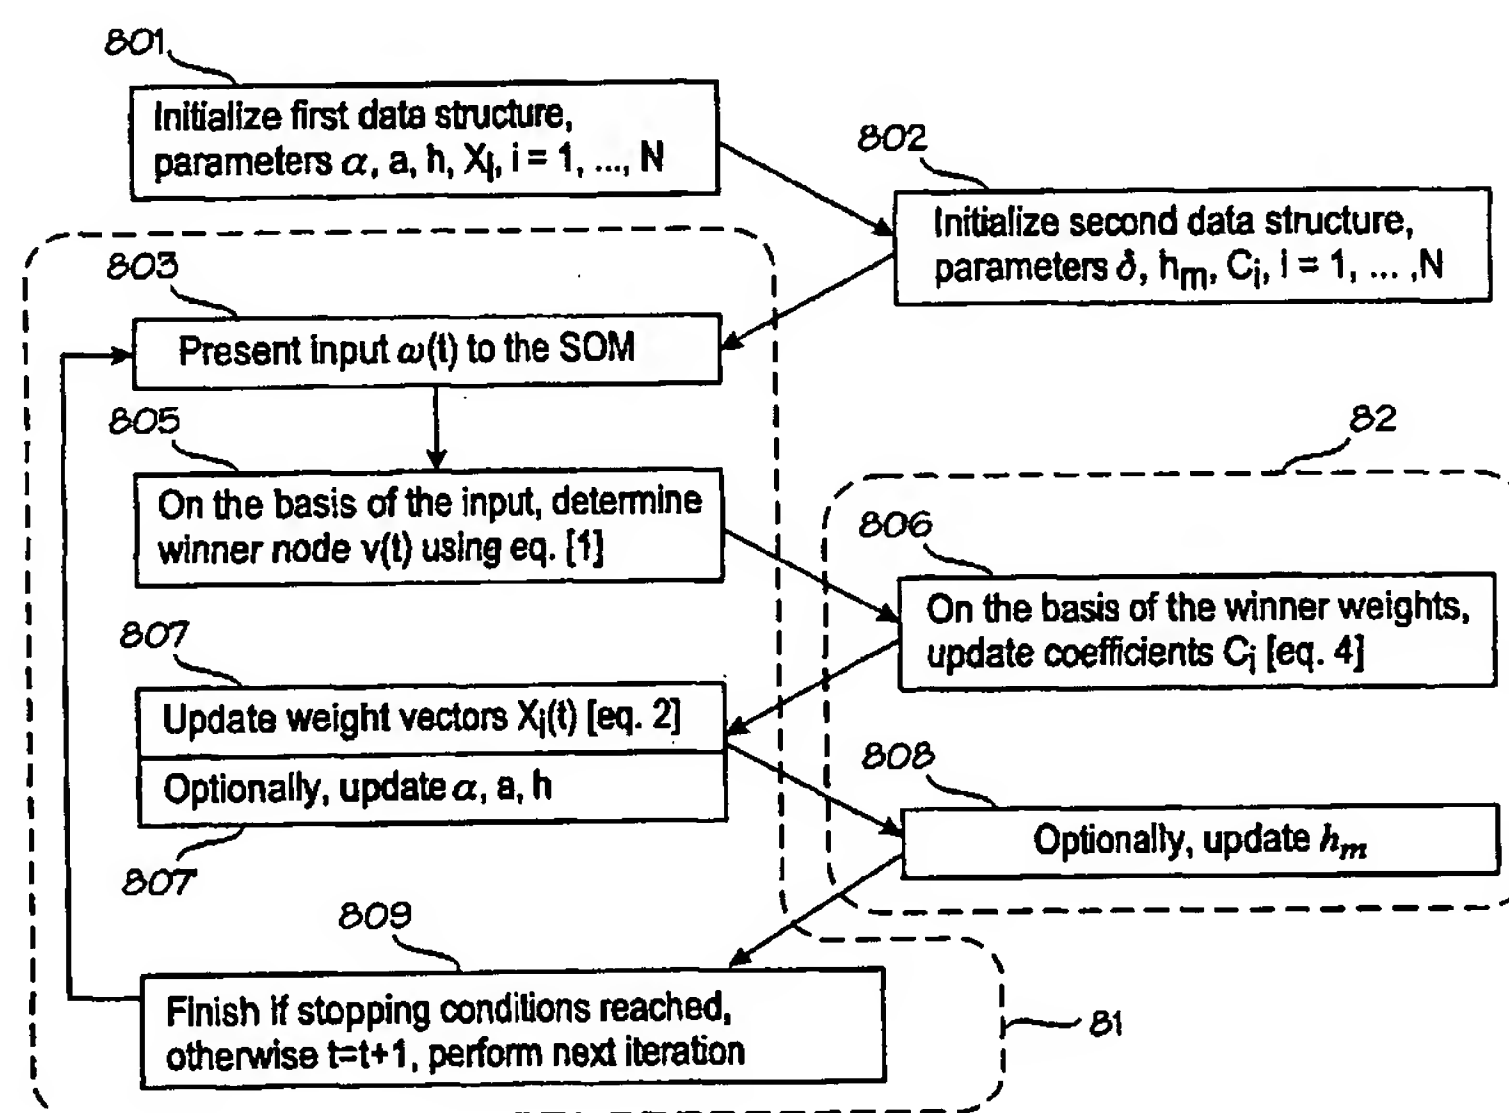 801
Initialize first data structure,
parameters α, a, h, Xi, i = 1, ..., N
802
Initialize second data structure,
parameters δ, hm, Ci, i = 1, ... ,N
803
Present input ω(t) to the SOM
805
On the basis of the input, determine
winner node v(t) using eq. [1]
82
806
On the basis of the winner weights,
update coefficients Ci [eq. 4]
807
Update weight vectors Xi(t) [eq. 2]
Optionally, update α, a, h
807
808
Optionally, update hm
809
Finish if stopping conditions reached,
otherwise t=t+1, perform next iteration
81